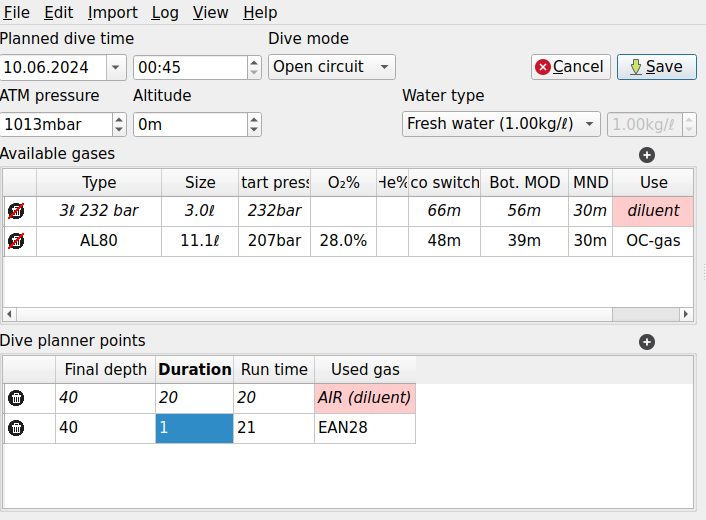 File Edit Import Log View Help
Planned dive time Dive mode
10.06.2024 00:45 Open circuit Cancel Save
ATM pressure Altitude Water type
1013mbar 0m Fresh water (1.00kg/ℓ) 1.00kg/ℓ
Available gases
Type Size tart press O₂% He% co switch Bot. MOD MND Use
3ℓ 232 bar 3.0ℓ 232bar 66m 56m 30m diluent
AL80 11.1ℓ 207bar 28.0% 48m 39m 30m OC-gas
Dive planner points
Final depth Duration Run time Used gas
40 20 20 AIR (diluent)
40 1 21 EAN28